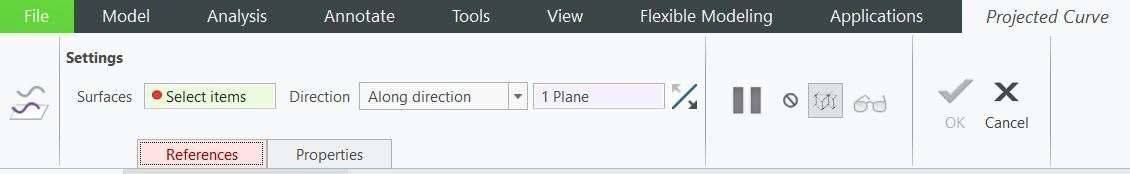 File Model Analysis Annotate Tools View Flexible Modeling Applications Projected Curve
Settings
Surfaces Select items Direction Along direction 1 Plane
OK Cancel
References Properties